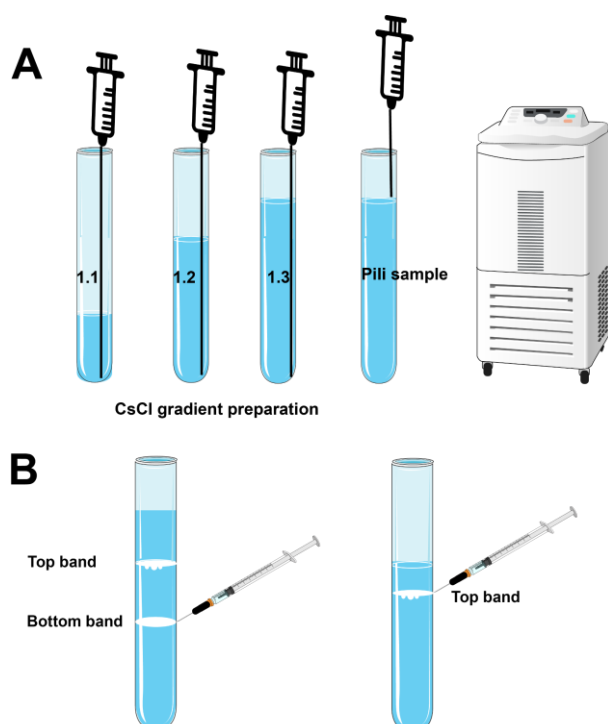 A
1.1
1.2
1.3
Pili sample
CsCl gradient preparation
B
Top band
Bottom band
Top band